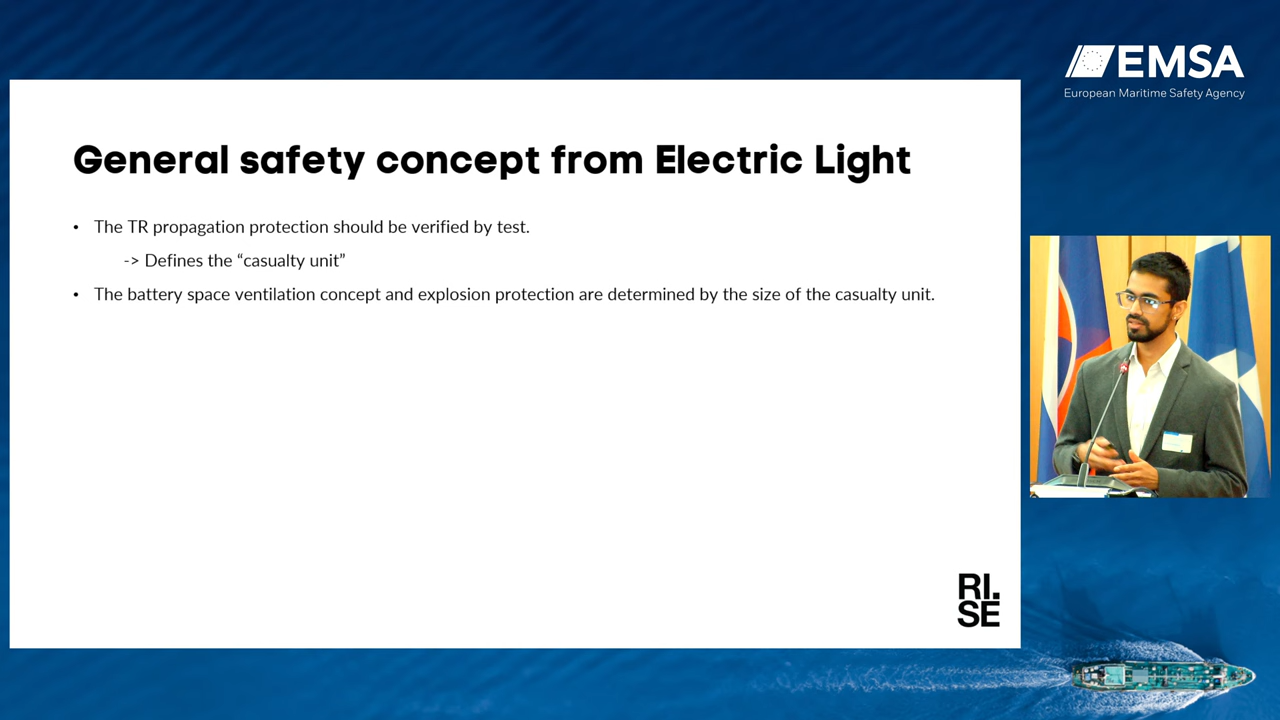 EMSA
European Maritime Safety Agency
General safety concept from Electric Light
• The TR propagation protection should be verified by test.
-> Defines the “casualty unit”
• The battery space ventilation concept and explosion protection are determined by the size of the casualty unit.
RI.
SE